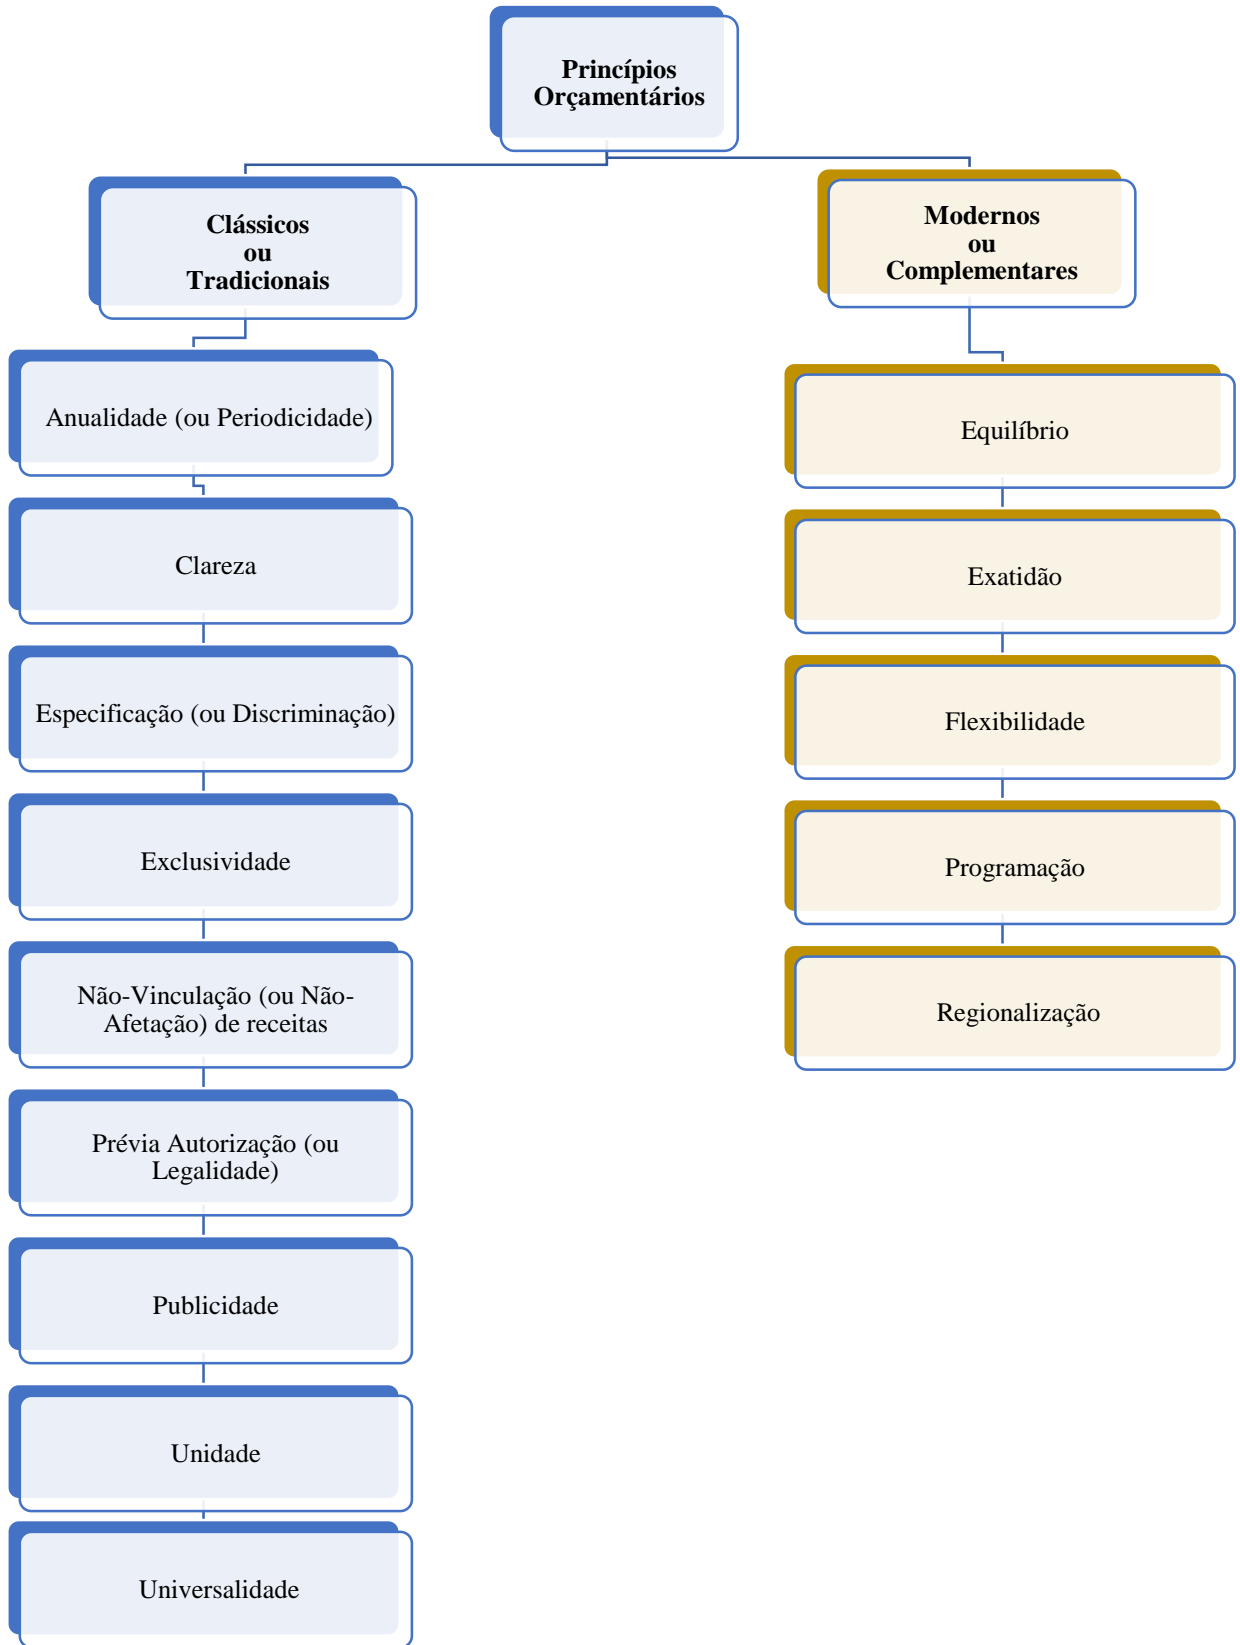 Princípios
Orçamentários
Clássicos
ou
Tradicionais
Anualidade (ou Periodicidade)
Clareza
Especificação (ou Discriminação)
Exclusividade
Não-Vinculação (ou Não-
Afetação) de receitas
Prévia Autorização (ou
Legalidade)
Publicidade
Unidade
Universalidade
Modernos
ou
Complementares
Equilíbrio
Exatidão
Flexibilidade
Programação
Regionalização